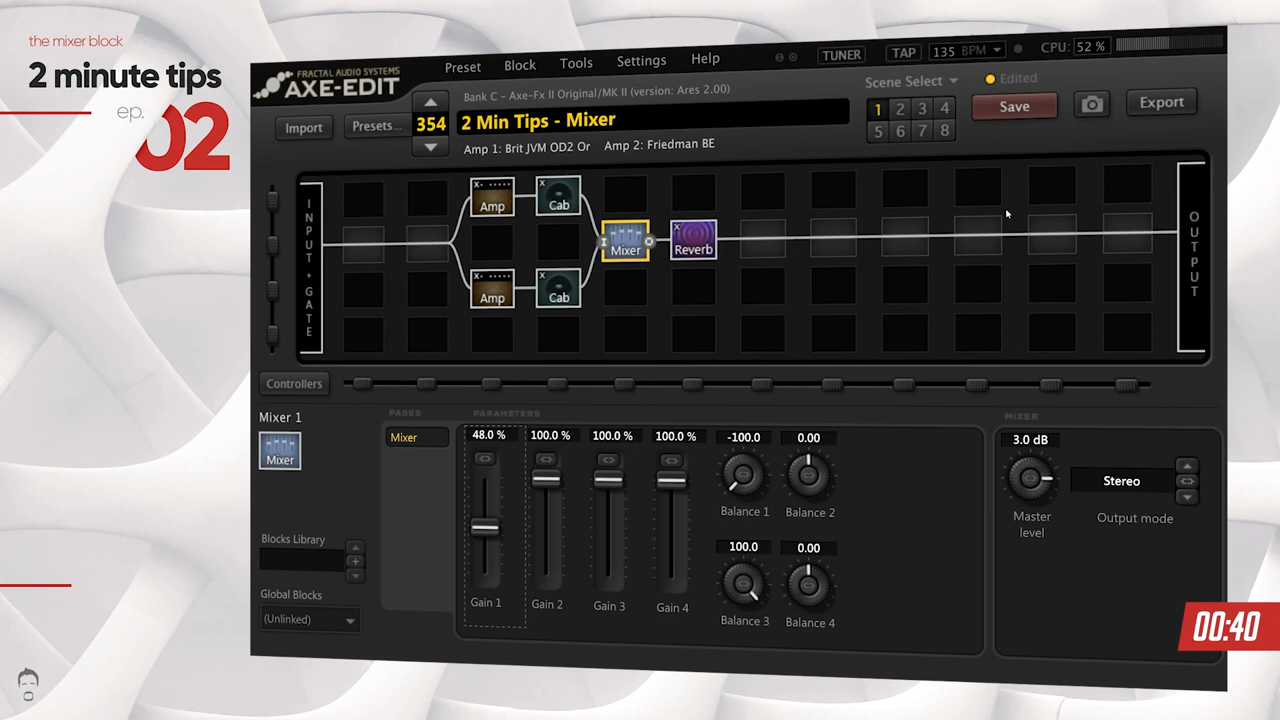 the mixer block
2 minute tips
ep. 02
FRACTAL AUDIO SYSTEMS
AXE-EDIT
Preset Block Tools Settings Help
TUNER TAP 135 BPM CPU: 52 %
Import Presets... 354
Bank C - Axe-Fx II Original/MK II (version: Ares 2.00)
2 Min Tips - Mixer
Amp 1: Brit JVM OD2 Or Amp 2: Friedman BE
Scene Select
1 2 3 4
5 6 7 8
Edited
Save Export
INPUT + GATE
Amp Cab
Mixer Reverb
Amp Cab
OUTPUT
Controllers
Mixer 1
Mixer
Blocks Library
Global Blocks
(Unlinked)
PAGES
Mixer
PARAMETERS
48.0 % 100.0 % 100.0 % 100.0 % -100.0 0.00
Balance 1 Balance 2
100.0 0.00
Gain 1 Gain 2 Gain 3 Gain 4
Balance 3 Balance 4
MIXER
3.0 dB
Master level
Stereo
Output mode
00:40